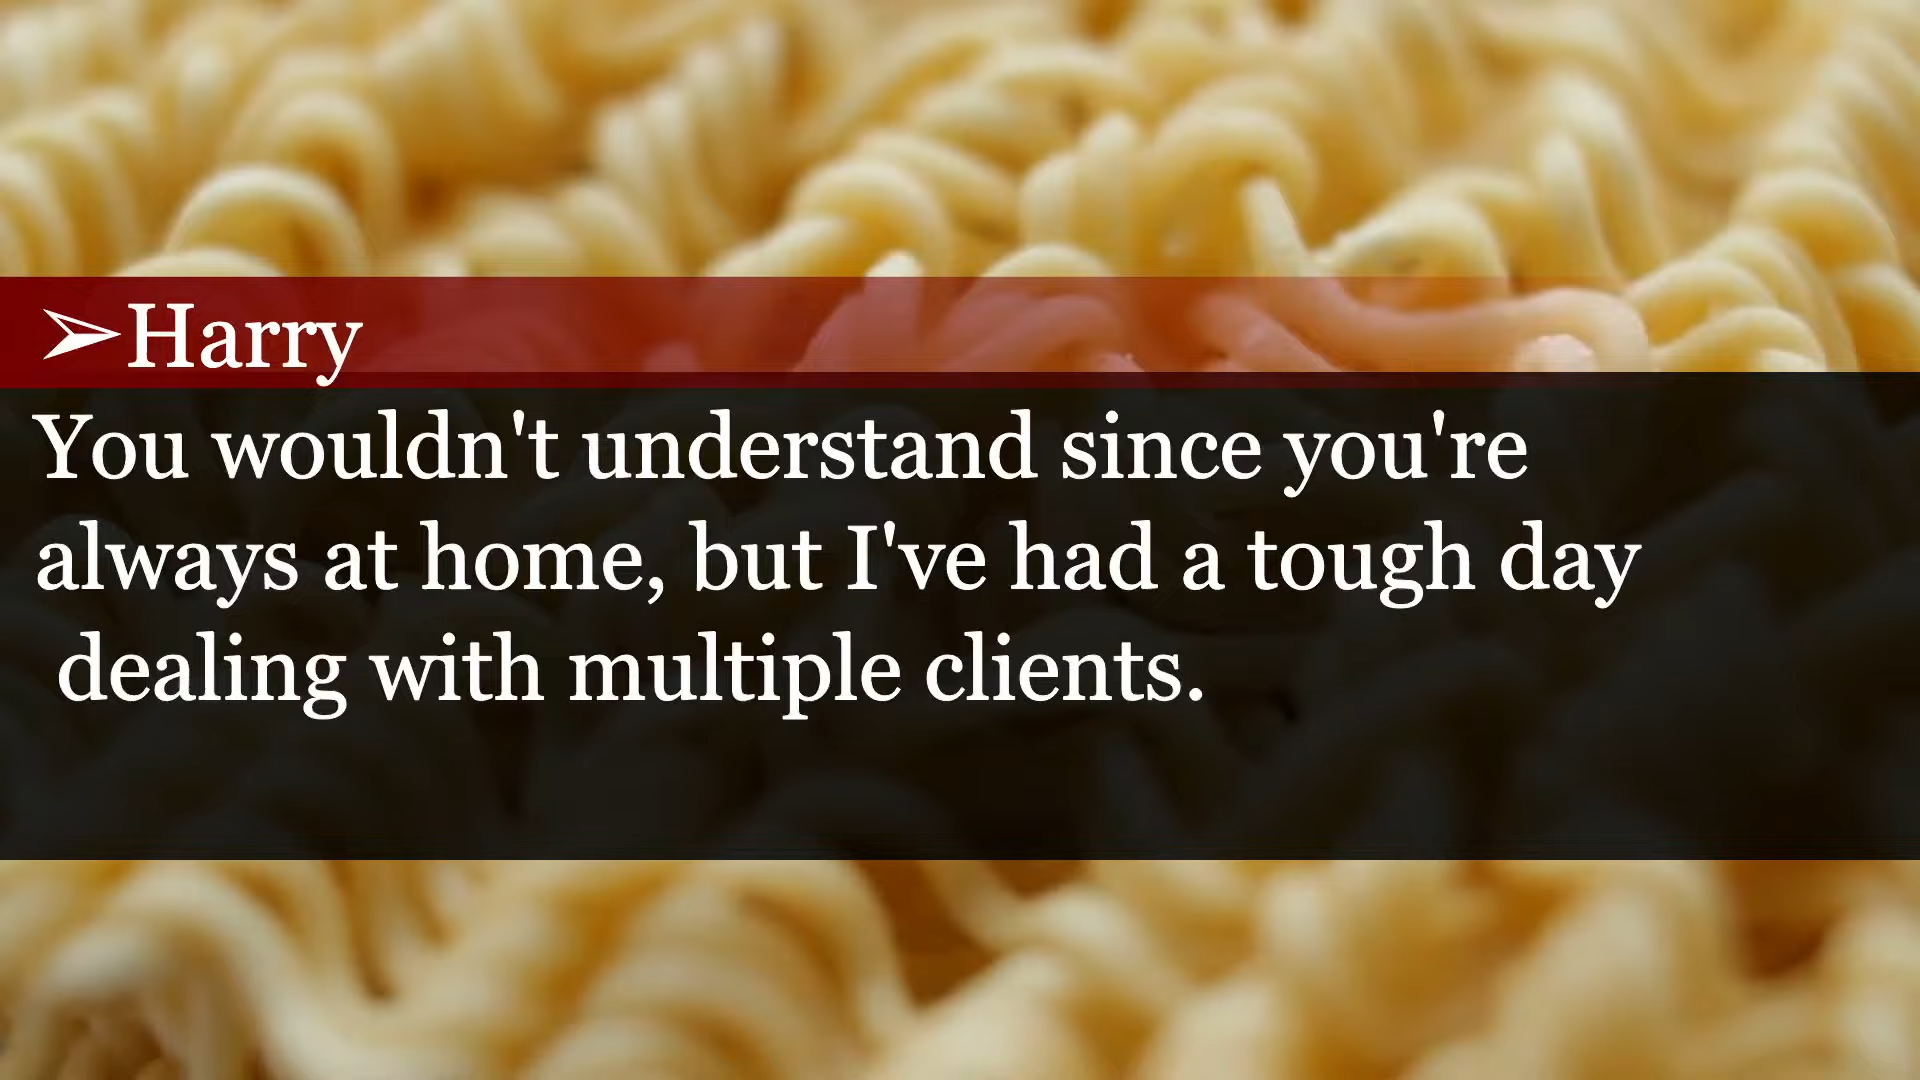 ➢Harry
You wouldn't understand since you're
always at home, but I've had a tough day
dealing with multiple clients.